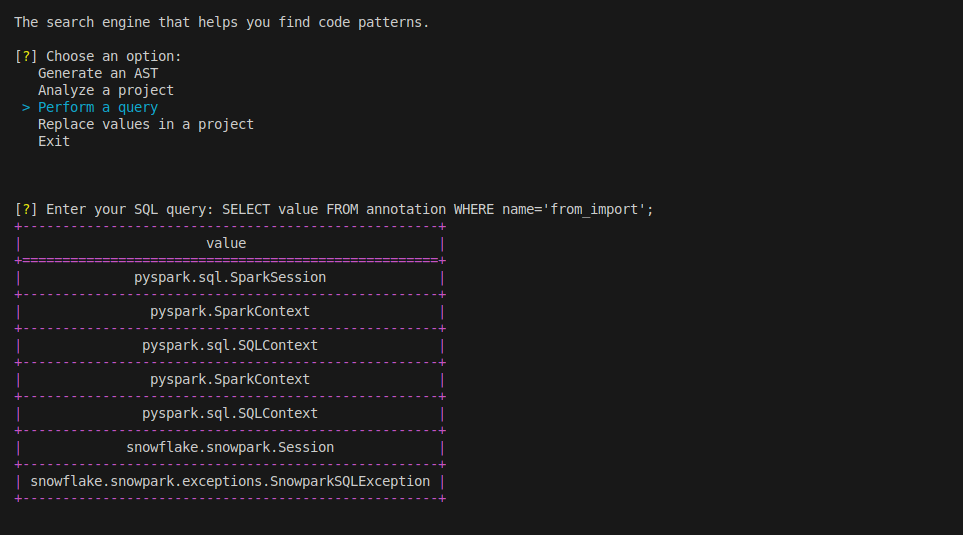 The search engine that helps you find code patterns.
[?] Choose an option:
Generate an AST
Analyze a project
> Perform a query
Replace values in a project
Exit
[?] Enter your SQL query: SELECT value FROM annotation WHERE name='from_import';
+----------------------------------------------------+
| value |
+====================================================+
| pyspark.sql.SparkSession |
+----------------------------------------------------+
| pyspark.SparkContext |
+----------------------------------------------------+
| pyspark.sql.SQLContext |
+----------------------------------------------------+
| pyspark.SparkContext |
+----------------------------------------------------+
| pyspark.sql.SQLContext |
+----------------------------------------------------+
| snowflake.snowpark.Session |
+----------------------------------------------------+
| snowflake.snowpark.exceptions.SnowparkSQLException |
+----------------------------------------------------+